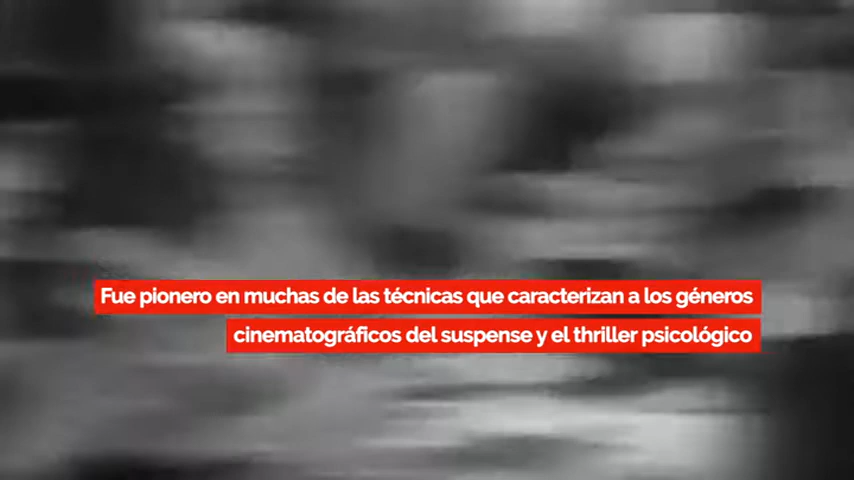 Fue pionero en muchas de las técnicas que caracterizan a los géneros
cinematográficos del suspense y el thriller psicológico